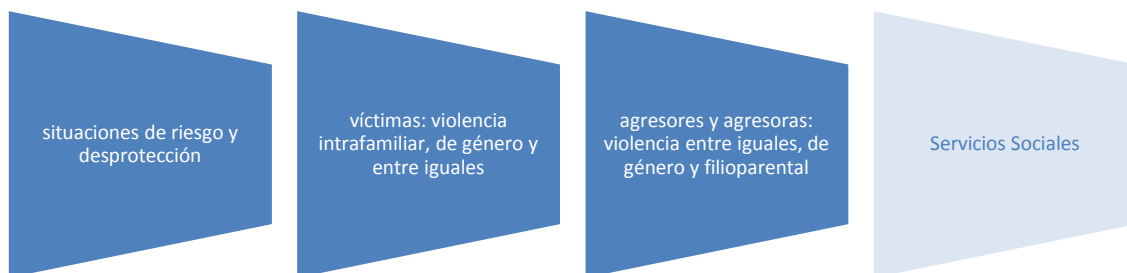 situaciones de riesgo y
desprotección
víctimas: violencia
intrafamiliar, de género y
entre iguales
agresores y agresoras:
violencia entre iguales, de
género y filioparental
Servicios Sociales